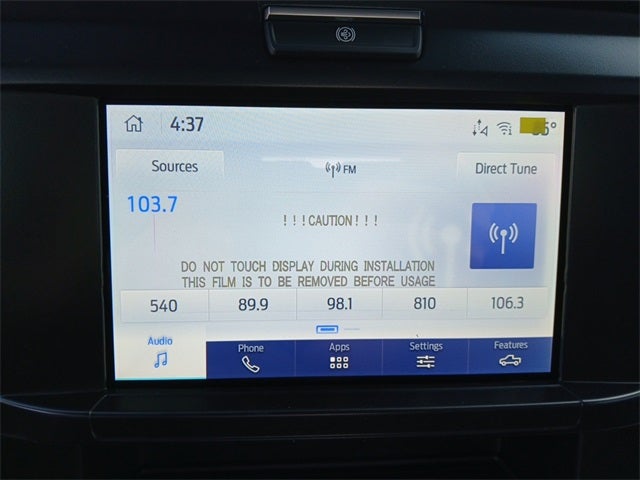 4:37
Sources
FM
Direct Tune
103.7
!!!CAUTION!!!
DO NOT TOUCH DISPLAY DURING INSTALLATION
THIS FILM IS TO BE REMOVED BEFORE USAGE
540 89.9 98.1 810 106.3
Audio Phone Apps Settings Features